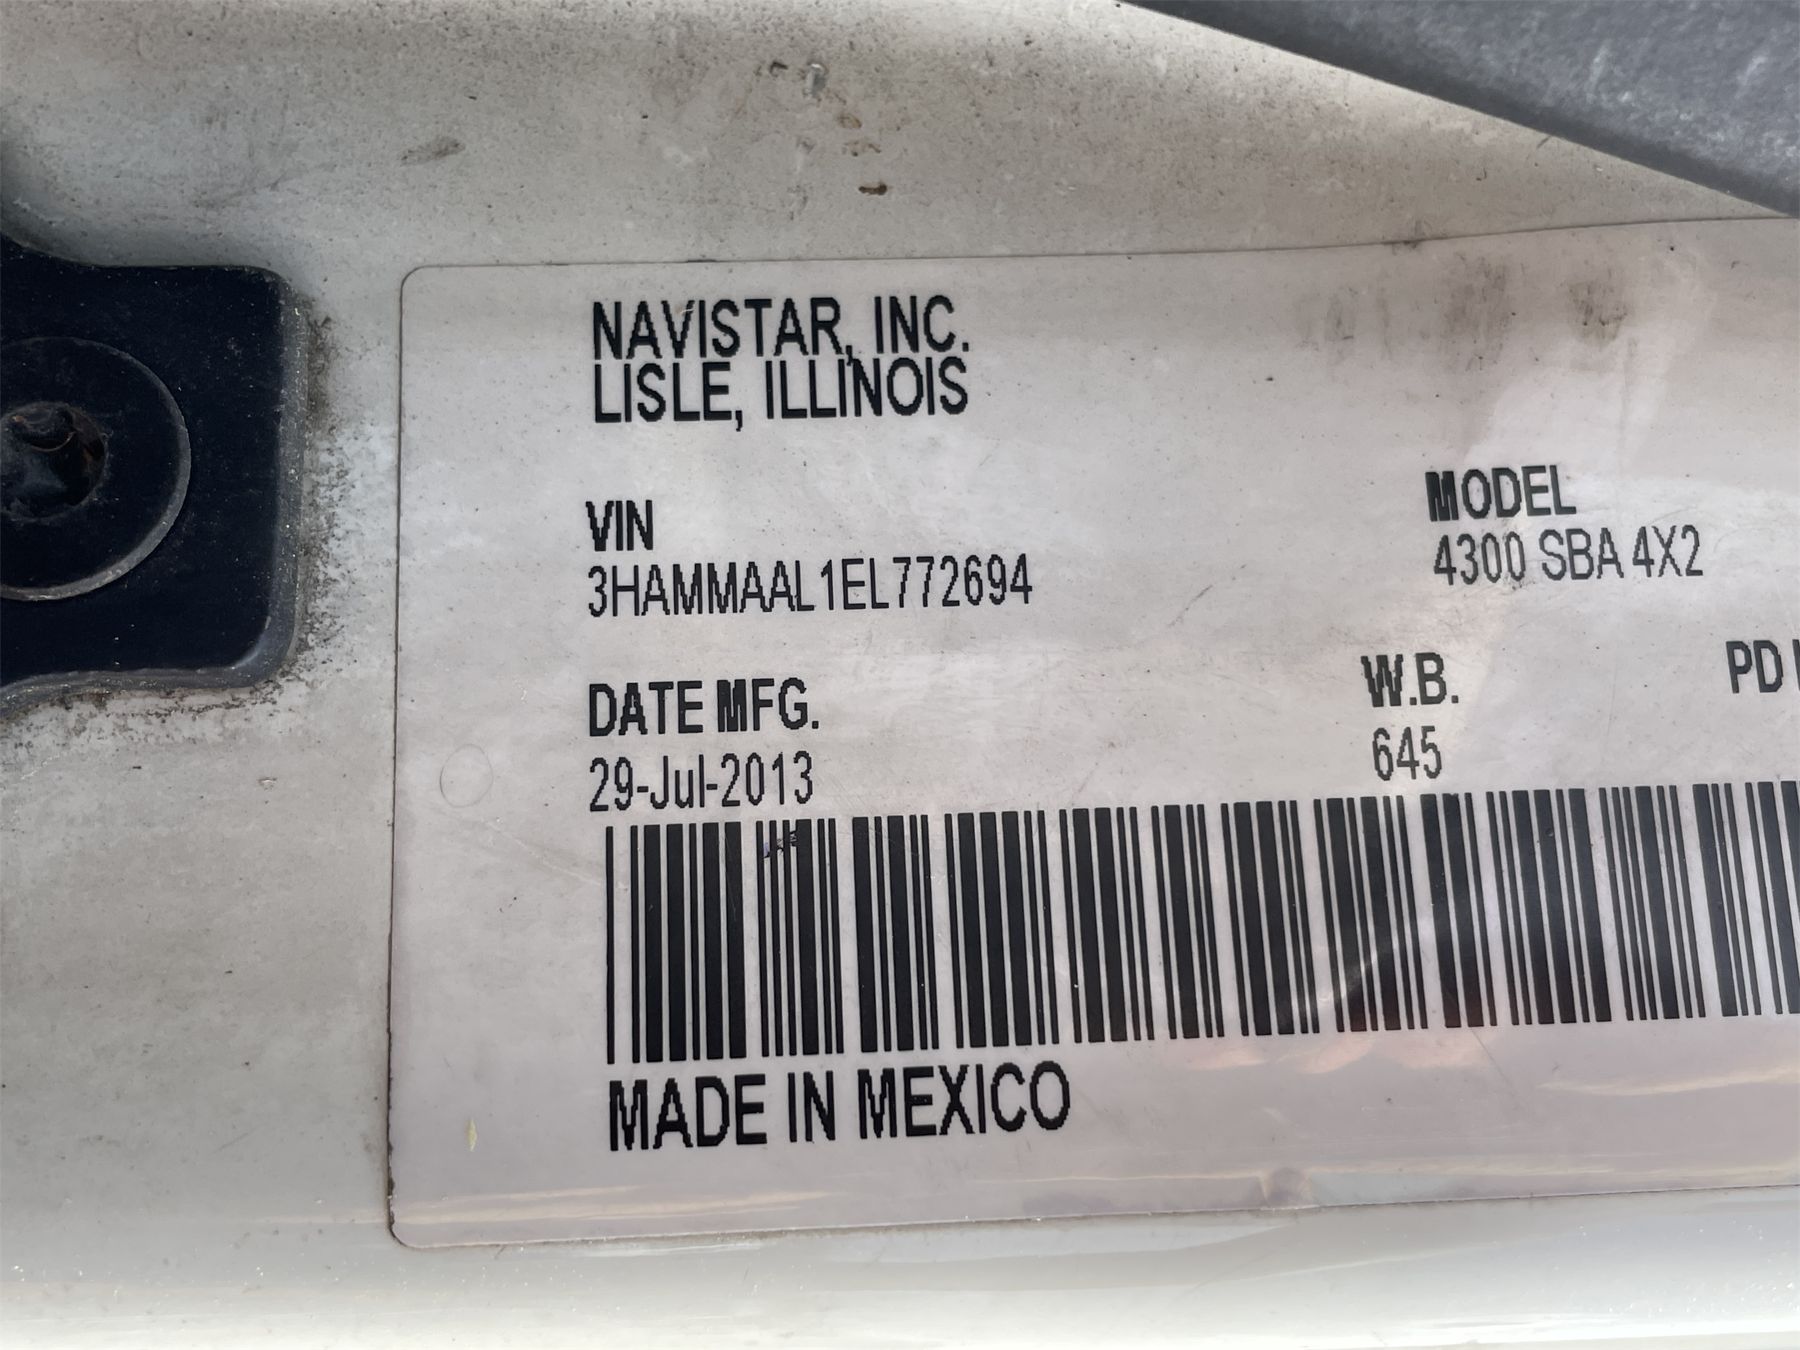 NAVISTAR, INC.
LISLE, ILLINOIS
VIN
3HAMMAAL1EL772694
MODEL
4300 SBA 4X2
DATE MFG.
29-Jul-2013
W.B.
645
PD
MADE IN MEXICO